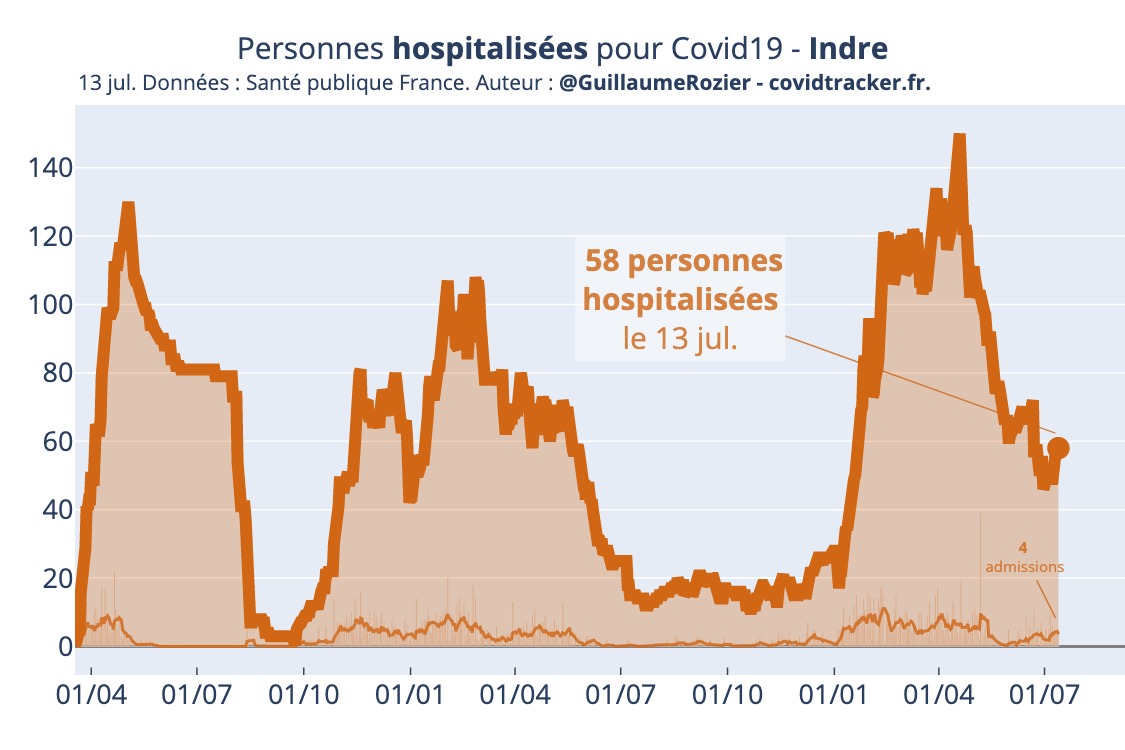 Personnes hospitalisées pour Covid19 - Indre
13 jul. Données : Santé publique France. Auteur : @GuillaumeRozier - covidtracker.fr.
140
120
100
80
60
40
20
0
58 personnes
hospitalisées
le 13 jul.
4
admissions
01/04 01/07 01/10 01/01 01/04 01/07 01/10 01/01 01/04 01/07